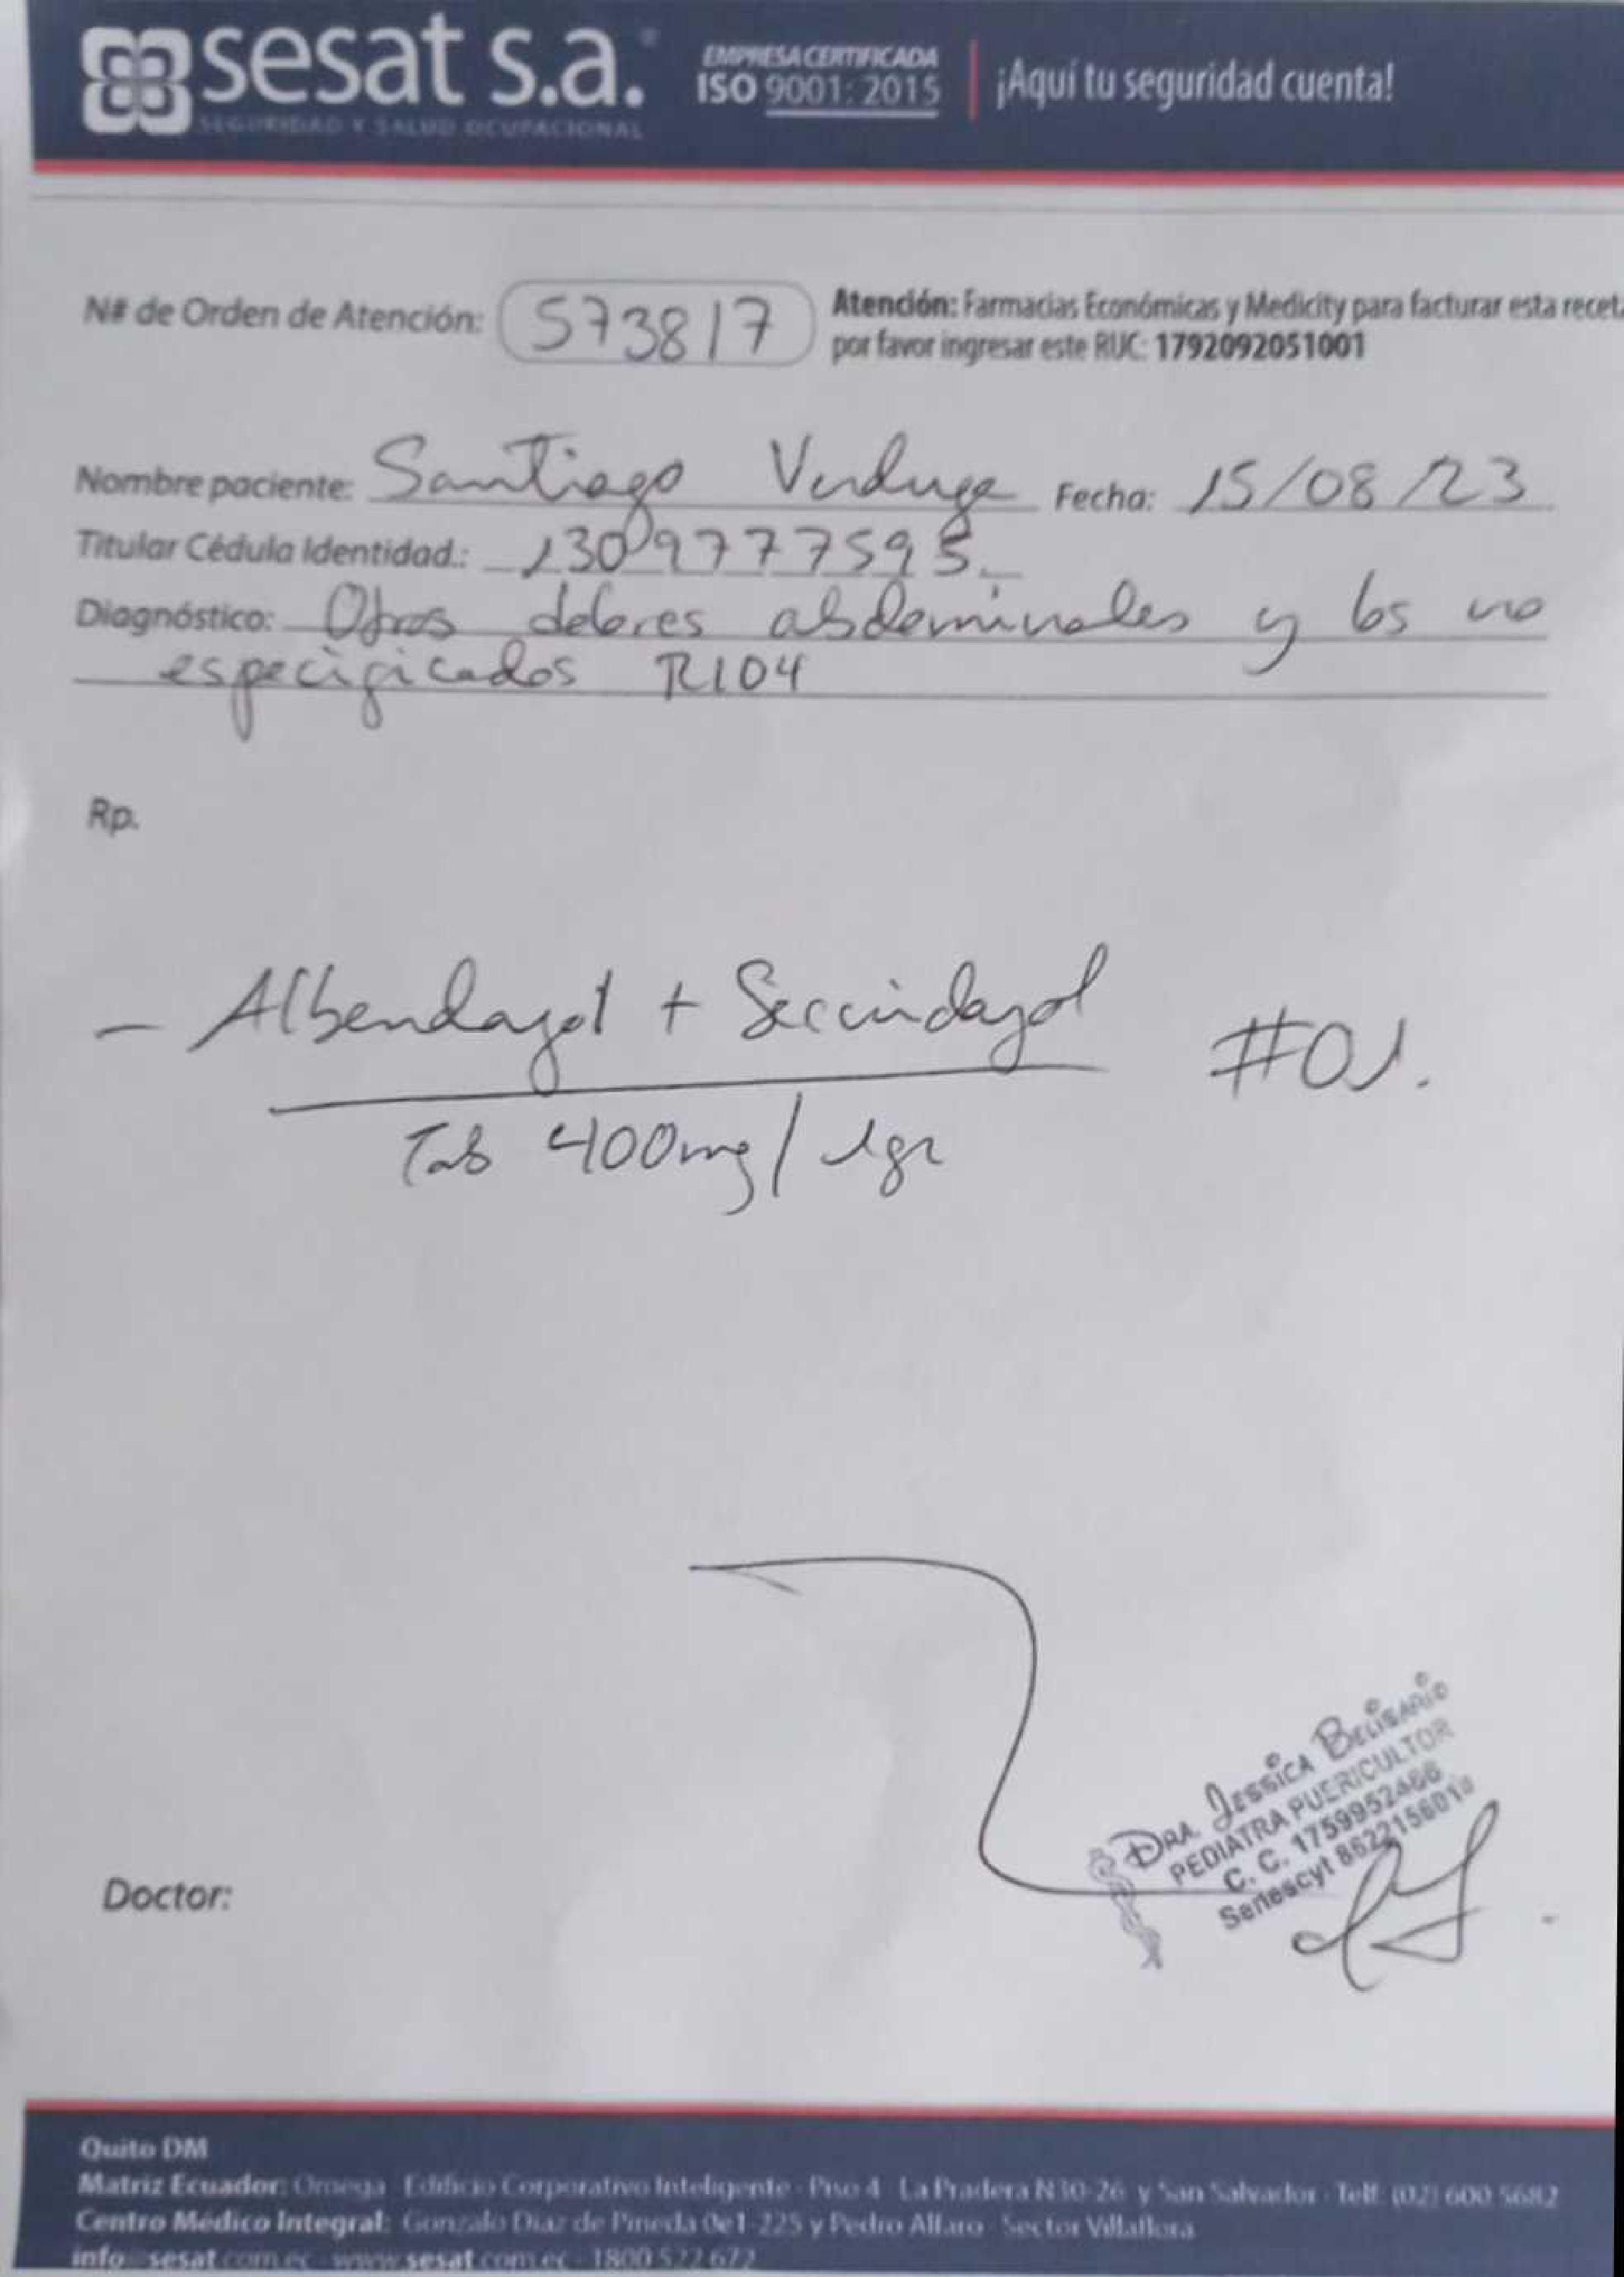 sesat s.a.®
SEGURIDAD Y SALUD OCUPACIONAL
EMPRESA CERTIFICADA
ISO 9001: 2015
¡Aquí tu seguridad cuenta!
N# de Orden de Atención: 573817
Atención: Farmacias Económicas y Medicity para facturar esta receta
por favor ingresar este RUC: 1792092051001
Nombre paciente: Santiago Verduga Fecha: 15/08/23
Titular Cédula Identidad.: 1309777595.
Diagnóstico: Otros dolores abdominales y los no
especificados R104
Rp.
- Albendazol + Secnidazol #01.
Tab 400mg/1gr
DRA. JESSICA BELISARIO
PEDIATRA PUERICULTOR
C. C. 1759952466
Senescyt
Doctor:
Quito DM
Matriz Ecuador: Omega - Edificio Corporativo Inteligente - Piso 4 - La Pradera N30-26 y San Salvador - Telf: (02) 600 5682
Centro Médico Integral: Gonzalo Díaz de Pineda 0e1-225 y Pedro Alfaro - Sector Villaflora
info@sesat.com.ec - www.sesat.com.ec - 1800 522 672